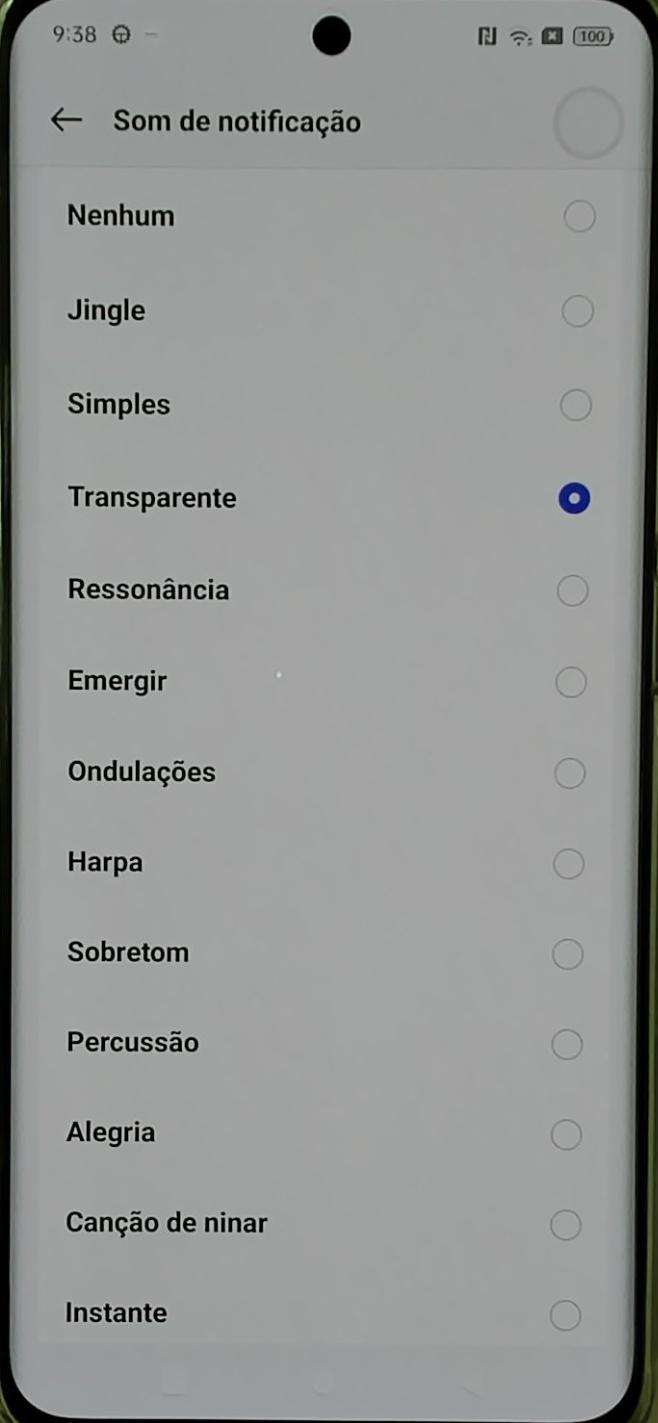 9:38
100
Som de notificação
Nenhum
Jingle
Simples
Transparente
Ressonância
Emergir
Ondulações
Harpa
Sobretom
Percussão
Alegria
Canção de ninar
Instante